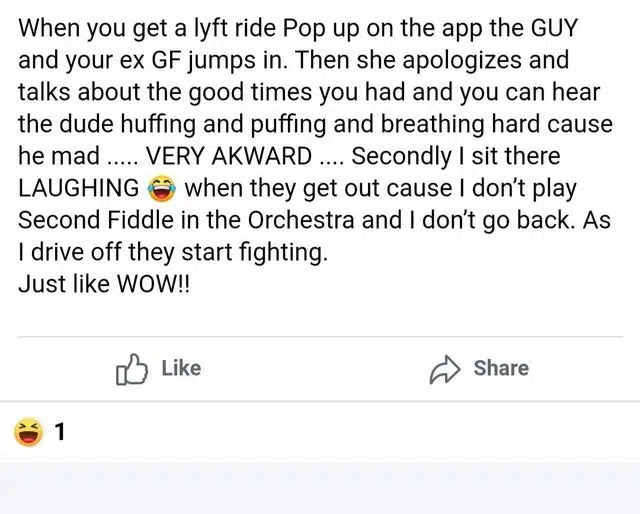 When you get a lyft ride Pop up on the app the GUY
and your ex GF jumps in. Then she apologizes and
talks about the good times you had and you can hear
the dude huffing and puffing and breathing hard cause
he mad ..... VERY AKWARD .... Secondly I sit there
LAUGHING 😂 when they get out cause I don't play
Second Fiddle in the Orchestra and I don't go back. As
I drive off they start fighting.
Just like WOW!!
Like
Share
1